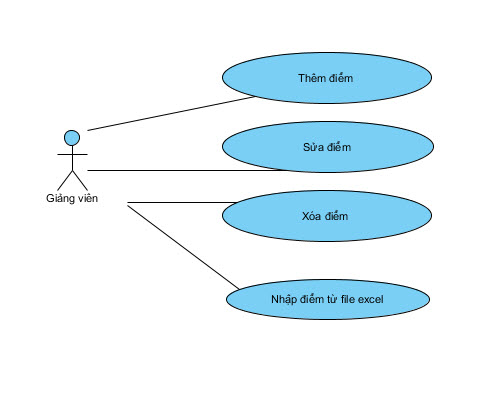 Thêm điểm
Sửa điểm
Giảng viên
Xóa điểm
Nhập điểm từ file excel